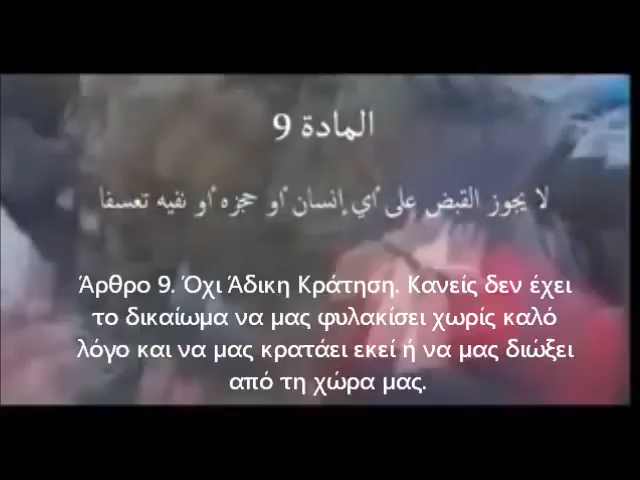 المادة 9
لا يجوز القبض على أي إنسان أو حجزه أو نفيه تعسفا
Άρθρο 9. Όχι Άδικη Κράτηση. Κανείς δεν έχει
το δικαίωμα να μας φυλακίσει χωρίς καλό
λόγο και να μας κρατάει εκεί ή να μας διώξει
από τη χώρα μας.